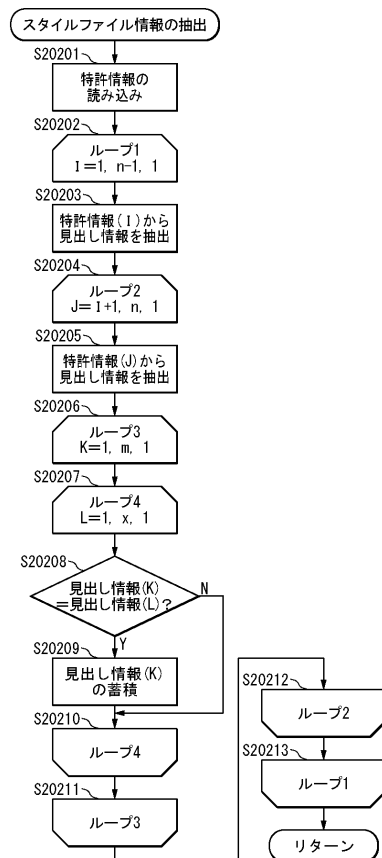 スタイルファイル情報の抽出
S20201
特許情報の
読み込み
S20202
ループ1
I=1, n-1, 1
S20203
特許情報(I)から
見出し情報を抽出
S20204
ループ2
J=I+1, n, 1
S20205
特許情報(J)から
見出し情報を抽出
S20206
ループ3
K=1, m, 1
S20207
ループ4
L=1, x, 1
S20208
見出し情報(K)
=見出し情報(L)?
N
Y
S20209
見出し情報(K)
の蓄積
S20210
ループ4
S20211
ループ3
S20212
ループ2
S20213
ループ1
リターン